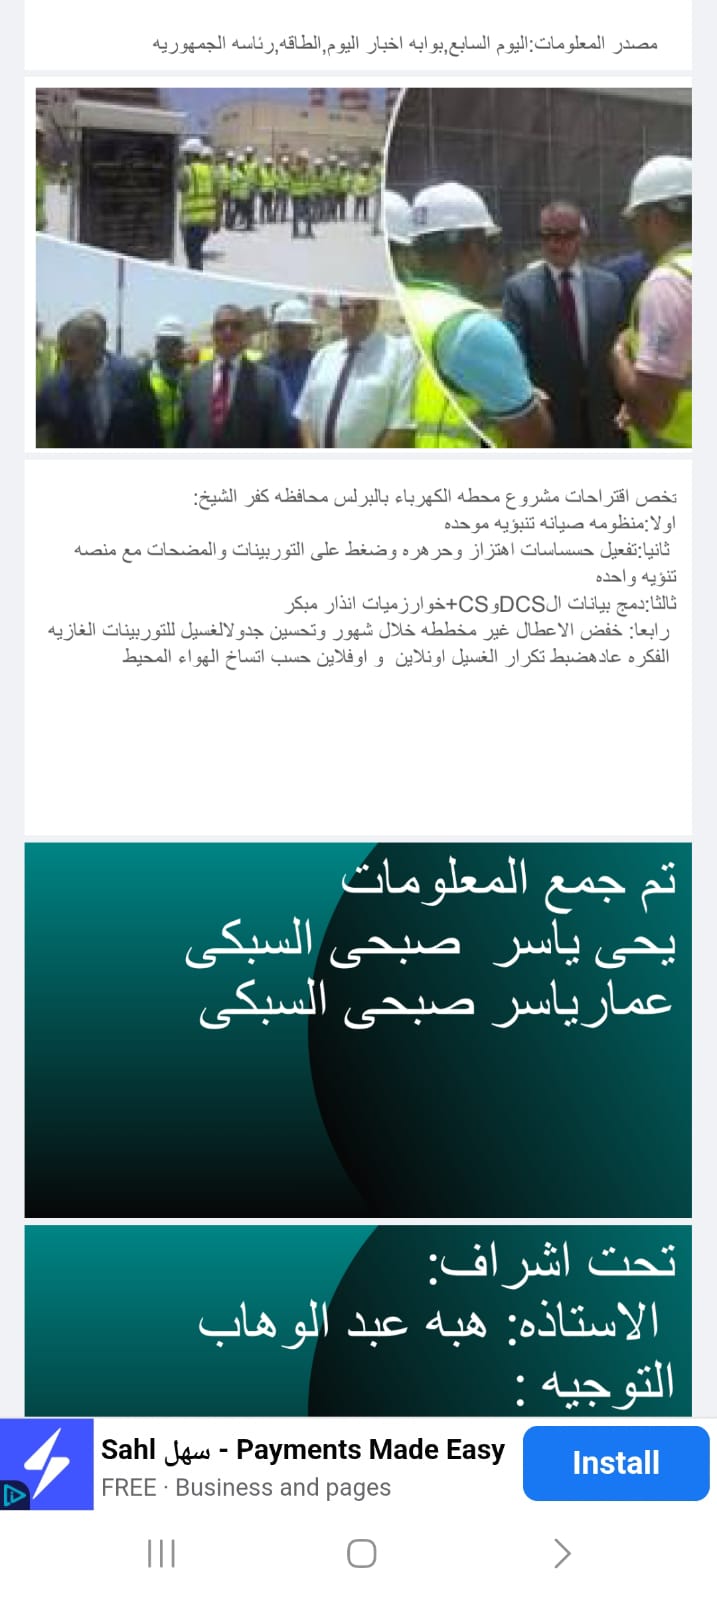 مصدر المعلومات:اليوم السابع,بوابه اخبار اليوم,الطاقه,رئاسه الجمهوريه
تخص اقتراحات مشروع محطه الكهرباء بالبرلس محافظه كفر الشيخ:
اولا:منظومه صيانه تنبؤيه موحده
ثانيا:تفعيل حسساسات اهتزاز وحرهره وضغط على التوربينات والمضحات مع منصه
تنؤيه واحده
ثالثا:دمج بيانات الDCSوCS+خوارزميات انذار مبكر
رابعا: خفض الاعطال غير مخططه خلال شهور وتحسين جدولالغسيل للتوربينات الغازيه
الفكره عادهضبط تكرار الغسيل اونلاين و اوفلاين حسب اتساخ الهواء المحيط
تم جمع المعلومات
يحى ياسر صبحى السبكى
عمارياسر صبحى السبكى
تحت اشراف:
الاستاذه: هبه عبد الوهاب
التوجيه :
Sahl سهل - Payments Made Easy
FREE · Business and pages
Install